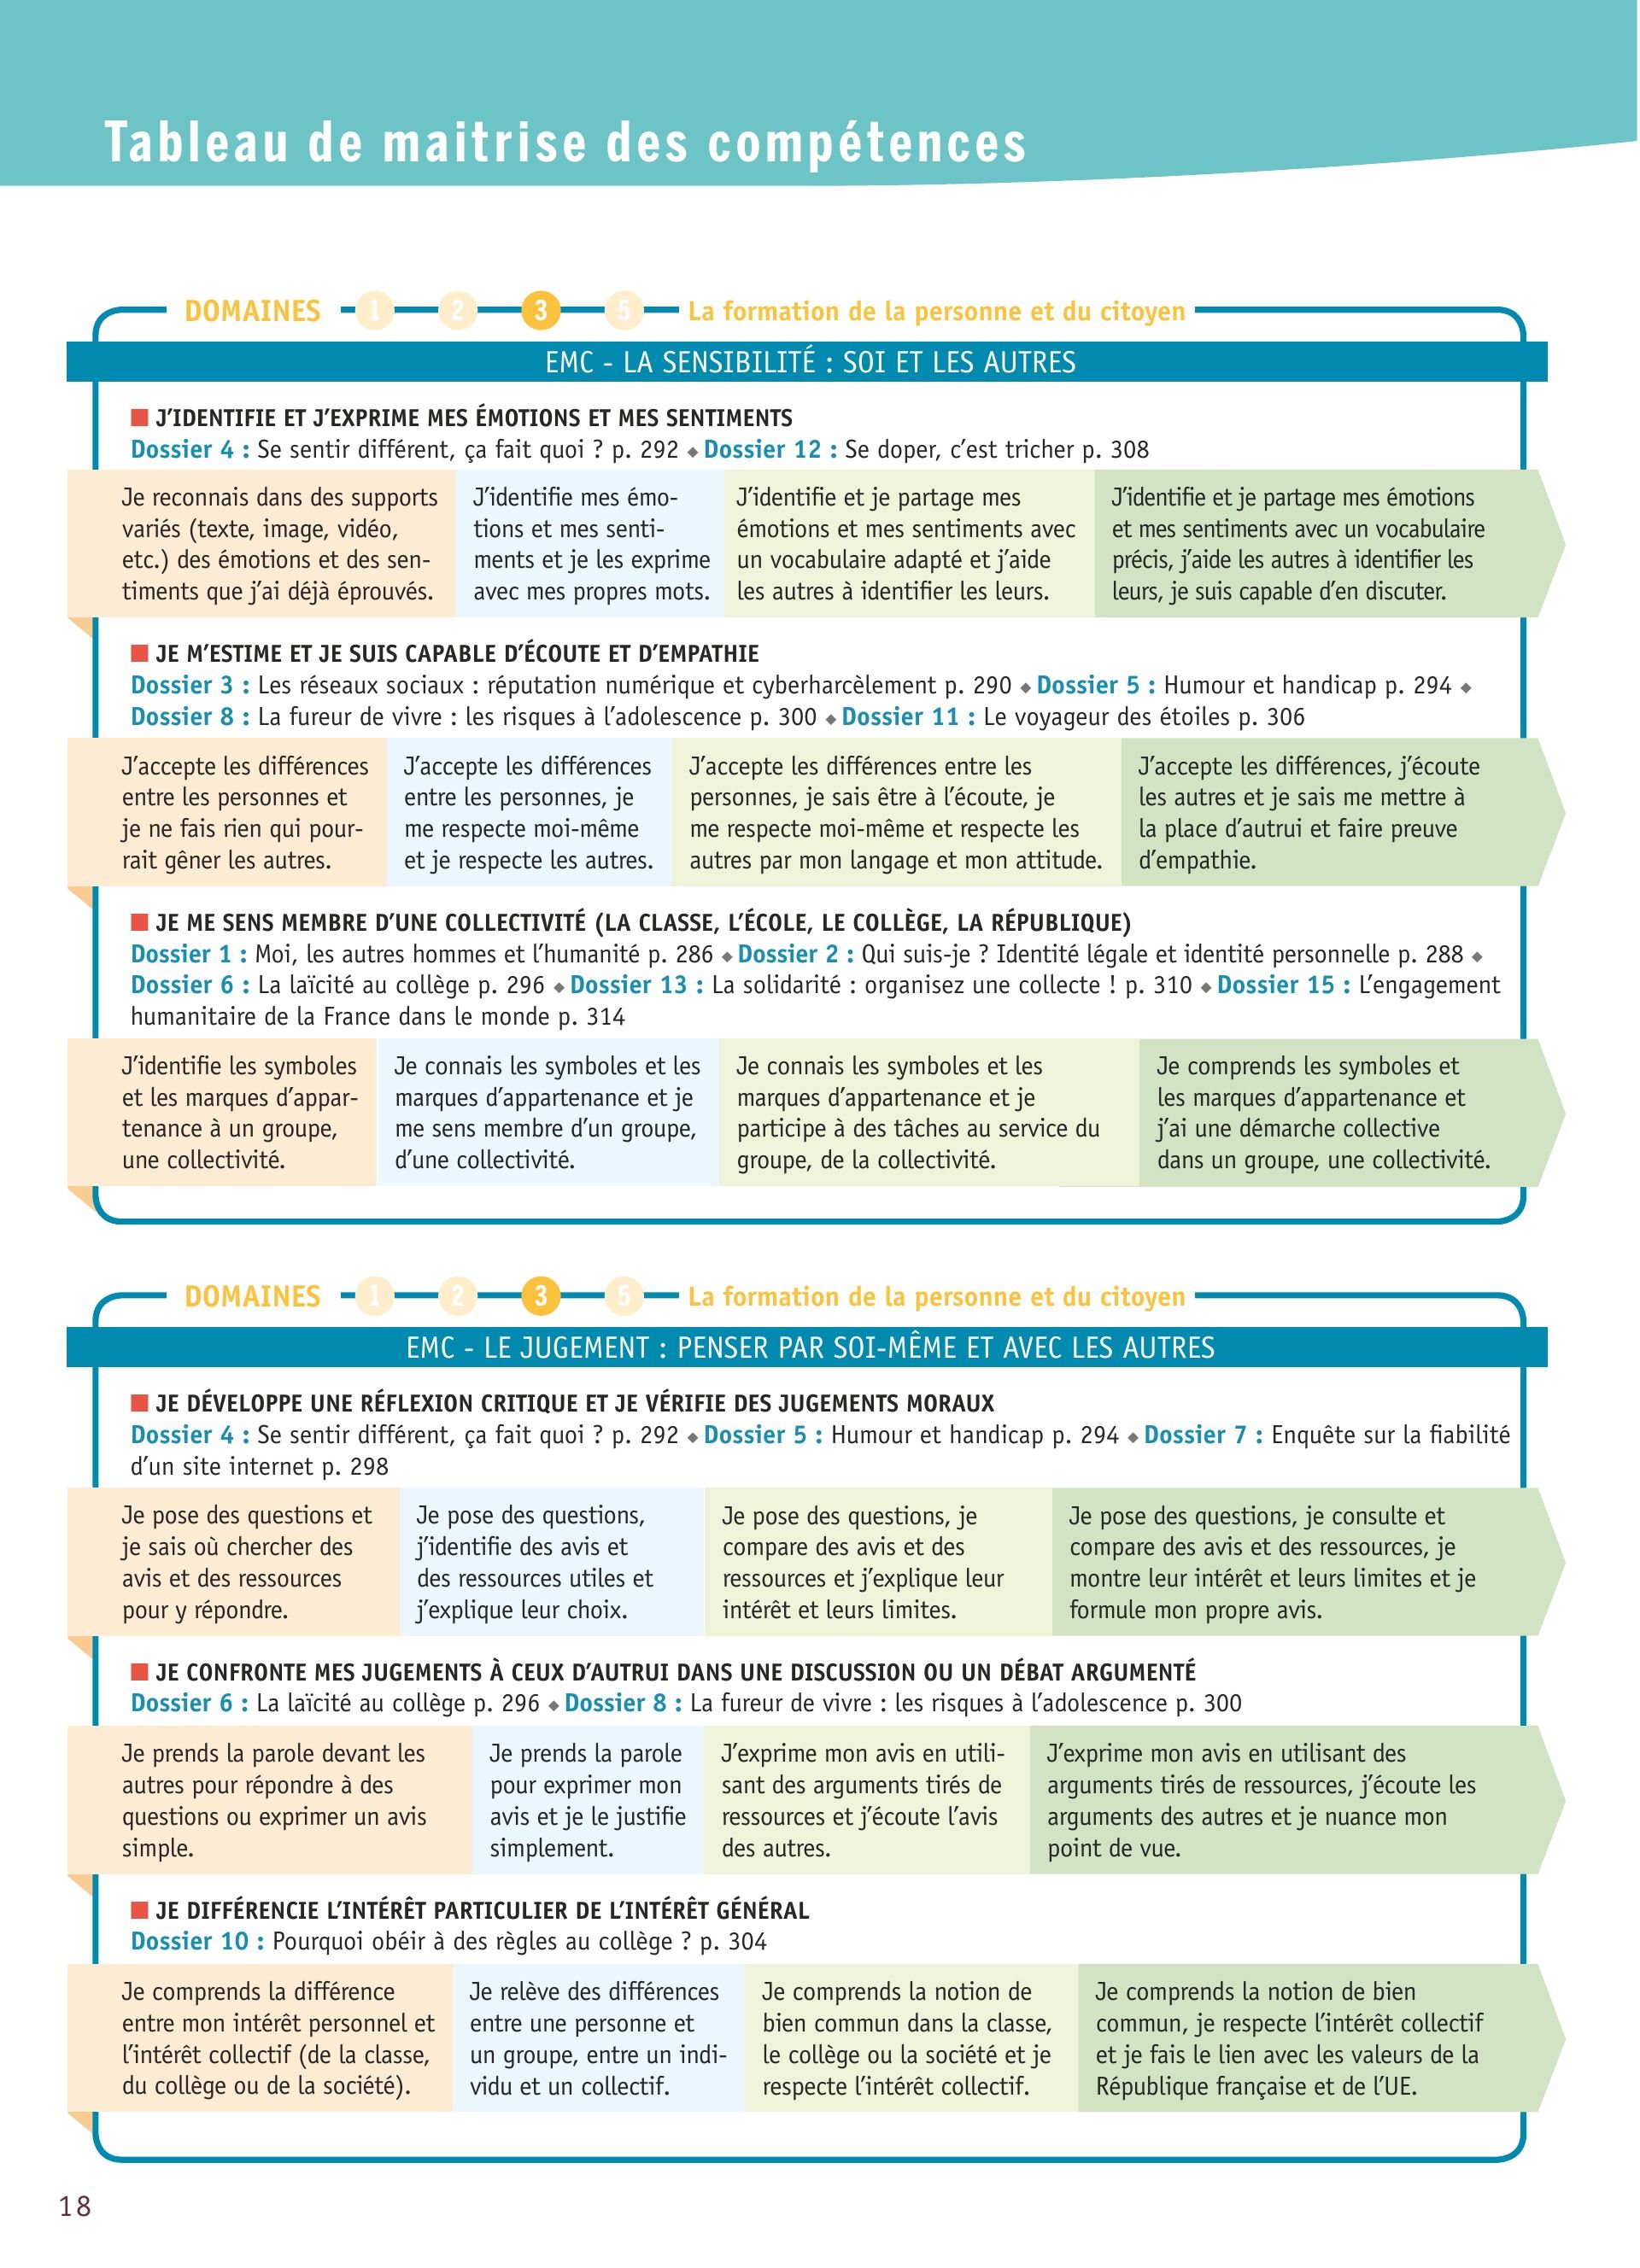 Tableau de maitrise des compétences
DOMAINES 1 2 3 5 La formation de la personne et du citoyen
EMC - LA SENSIBILITÉ : SOI ET LES AUTRES
J'IDENTIFIE ET J'EXPRIME MES ÉMOTIONS ET MES SENTIMENTS
Dossier 4 : Se sentir différent, ça fait quoi ? p. 292 ◆ Dossier 12 : Se doper, c'est tricher p. 308
Je reconnais dans des supports
variés (texte, image, vidéo,
etc.) des émotions et des sen-
timents que j'ai déjà éprouvés.
J'identifie mes émo-
tions et mes senti-
ments et je les exprime
avec mes propres mots.
J'identifie et je partage mes
émotions et mes sentiments avec
un vocabulaire adapté et j'aide
les autres à identifier les leurs.
J'identifie et je partage mes émotions
et mes sentiments avec un vocabulaire
précis, j'aide les autres à identifier les
leurs, je suis capable d'en discuter.
JE M'ESTIME ET JE SUIS CAPABLE D'ÉCOUTE ET D'EMPATHIE
Dossier 3 : Les réseaux sociaux : réputation numérique et cyberharcèlement p. 290 ◆ Dossier 5 : Humour et handicap p. 294 ◆
Dossier 8 : La fureur de vivre : les risques à l'adolescence p. 300 ◆ Dossier 11 : Le voyageur des étoiles p. 306
J'accepte les différences
entre les personnes et
je ne fais rien qui pour-
rait gêner les autres.
J'accepte les différences
entre les personnes, je
me respecte moi-même
et je respecte les autres.
J'accepte les différences entre les
personnes, je sais être à l'écoute, je
me respecte moi-même et respecte les
autres par mon langage et mon attitude.
J'accepte les différences, j'écoute
les autres et je sais me mettre à
la place d'autrui et faire preuve
d'empathie.
JE ME SENS MEMBRE D'UNE COLLECTIVITÉ (LA CLASSE, L'ÉCOLE, LE COLLÈGE, LA RÉPUBLIQUE)
Dossier 1 : Moi, les autres hommes et l'humanité p. 286 ◆ Dossier 2 : Qui suis-je ? Identité légale et identité personnelle p. 288 ◆
Dossier 6 : La laïcité au collège p. 296 ◆ Dossier 13 : La solidarité : organisez une collecte ! p. 310 ◆ Dossier 15 : L'engagement
humanitaire de la France dans le monde p. 314
J'identifie les symboles
et les marques d'appar-
tenance à un groupe,
une collectivité.
Je connais les symboles et les
marques d'appartenance et je
me sens membre d'un groupe,
d'une collectivité.
Je connais les symboles et les
marques d'appartenance et je
participe à des tâches au service du
groupe, de la collectivité.
Je comprends les symboles et
les marques d'appartenance et
j'ai une démarche collective
dans un groupe, une collectivité.
DOMAINES 1 2 3 5 La formation de la personne et du citoyen
EMC - LE JUGEMENT : PENSER PAR SOI-MÊME ET AVEC LES AUTRES
JE DÉVELOPPE UNE RÉFLEXION CRITIQUE ET JE VÉRIFIE DES JUGEMENTS MORAUX
Dossier 4 : Se sentir différent, ça fait quoi ? p. 292 ◆ Dossier 5 : Humour et handicap p. 294 ◆ Dossier 7 : Enquête sur la fiabilité
d'un site internet p. 298
Je pose des questions et
je sais où chercher des
avis et des ressources
pour y répondre.
Je pose des questions,
j'identifie des avis et
des ressources utiles et
j'explique leur choix.
Je pose des questions, je
compare des avis et des
ressources et j'explique leur
intérêt et leurs limites.
Je pose des questions, je consulte et
compare des avis et des ressources, je
montre leur intérêt et leurs limites et je
formule mon propre avis.
JE CONFRONTE MES JUGEMENTS À CEUX D'AUTRUI DANS UNE DISCUSSION OU UN DÉBAT ARGUMENTÉ
Dossier 6 : La laïcité au collège p. 296 ◆ Dossier 8 : La fureur de vivre : les risques à l'adolescence p. 300
Je prends la parole devant les
autres pour répondre à des
questions ou exprimer un avis
simple.
Je prends la parole
pour exprimer mon
avis et je le justifie
simplement.
J'exprime mon avis en utili-
sant des arguments tirés de
ressources et j'écoute l'avis
des autres.
J'exprime mon avis en utilisant des
arguments tirés de ressources, j'écoute les
arguments des autres et je nuance mon
point de vue.
JE DIFFÉRENCIE L'INTÉRÊT PARTICULIER DE L'INTÉRÊT GÉNÉRAL
Dossier 10 : Pourquoi obéir à des règles au collège ? p. 304
Je comprends la différence
entre mon intérêt personnel et
l'intérêt collectif (de la classe,
du collège ou de la société).
Je relève des différences
entre une personne et
un groupe, entre un indi-
vidu et un collectif.
Je comprends la notion de
bien commun dans la classe,
le collège ou la société et je
respecte l'intérêt collectif.
Je comprends la notion de bien
commun, je respecte l'intérêt collectif
et je fais le lien avec les valeurs de la
République française et de l'UE.
18